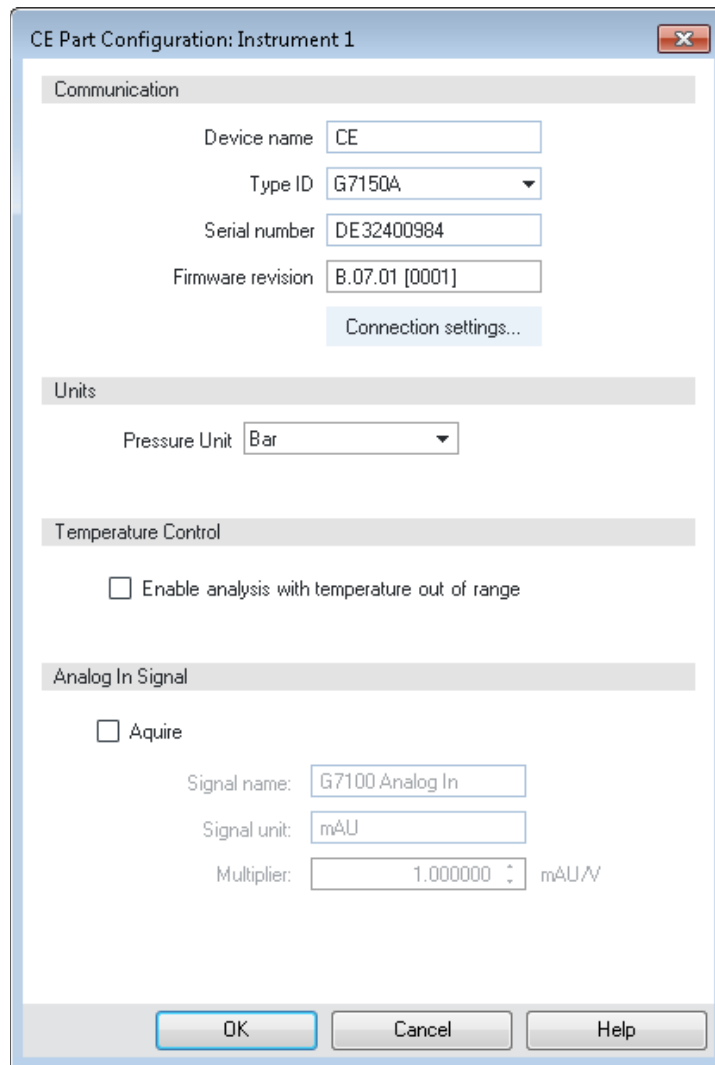 CE Part Configuration: Instrument 1
Communication
Device name CE
Type ID G7150A
Serial number DE32400984
Firmware revision B.07.01 [0001]
Connection settings...
Units
Pressure Unit Bar
Temperature Control
Enable analysis with temperature out of range
Analog In Signal
Aquire
Signal name: G7100 Analog In
Signal unit: mAU
Multiplier: 1.000000 mAU/V
OK Cancel Help